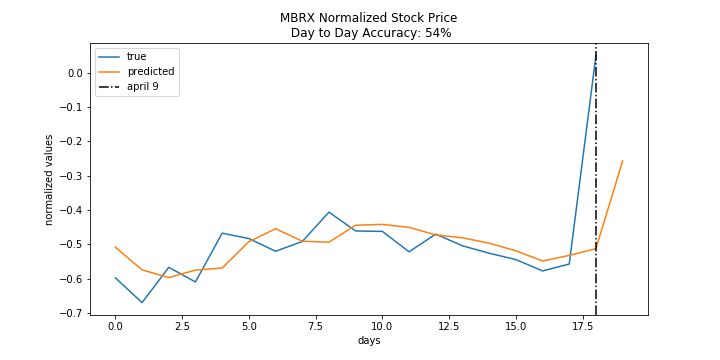 MBRX Normalized Stock Price
Day to Day Accuracy: 54%
true
predicted
april 9
normalized values
0.0
−0.1
−0.2
−0.3
−0.4
−0.5
−0.6
−0.7
0.0 2.5 5.0 7.5 10.0 12.5 15.0 17.5
days